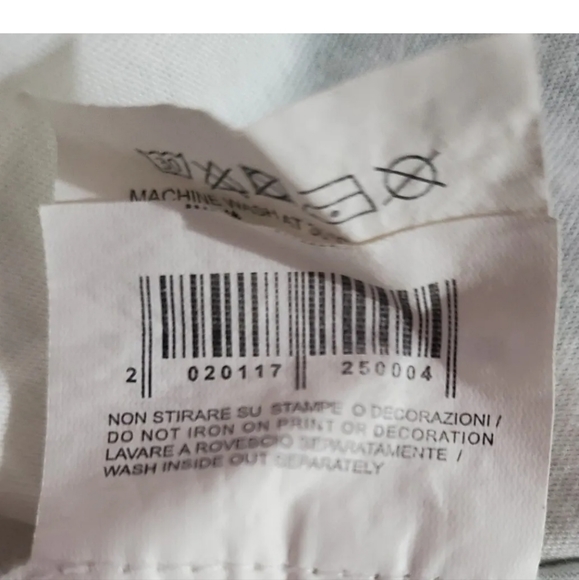 30
MACHINE WASH AT
2 020117 250004
NON STIRARE SU STAMPE O DECORAZIONI /
DO NOT IRON ON PRINT OR DECORATION
LAVARE A ROVESCIO SEPARATAMENTE /
WASH INSIDE OUT SEPARATELY